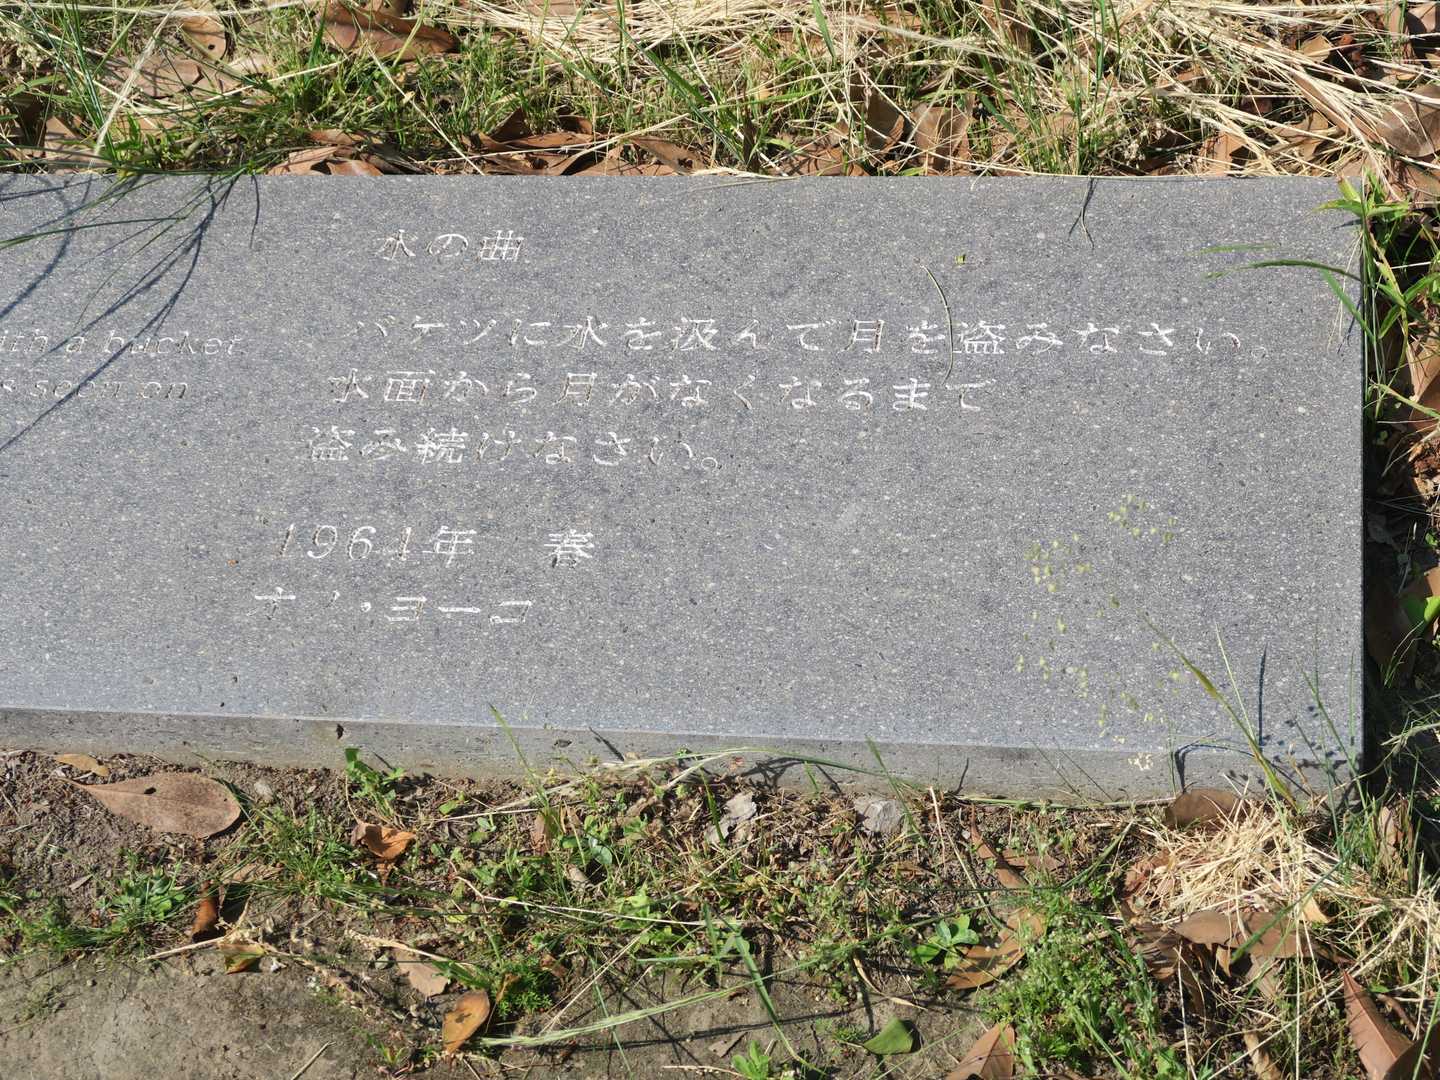 水の曲
バケツに水を汲んで月を盗みなさい。
水面から月がなくなるまで
盗み続けなさい。
1964年 春
オノ・ヨーコ
with a bucket
seen on